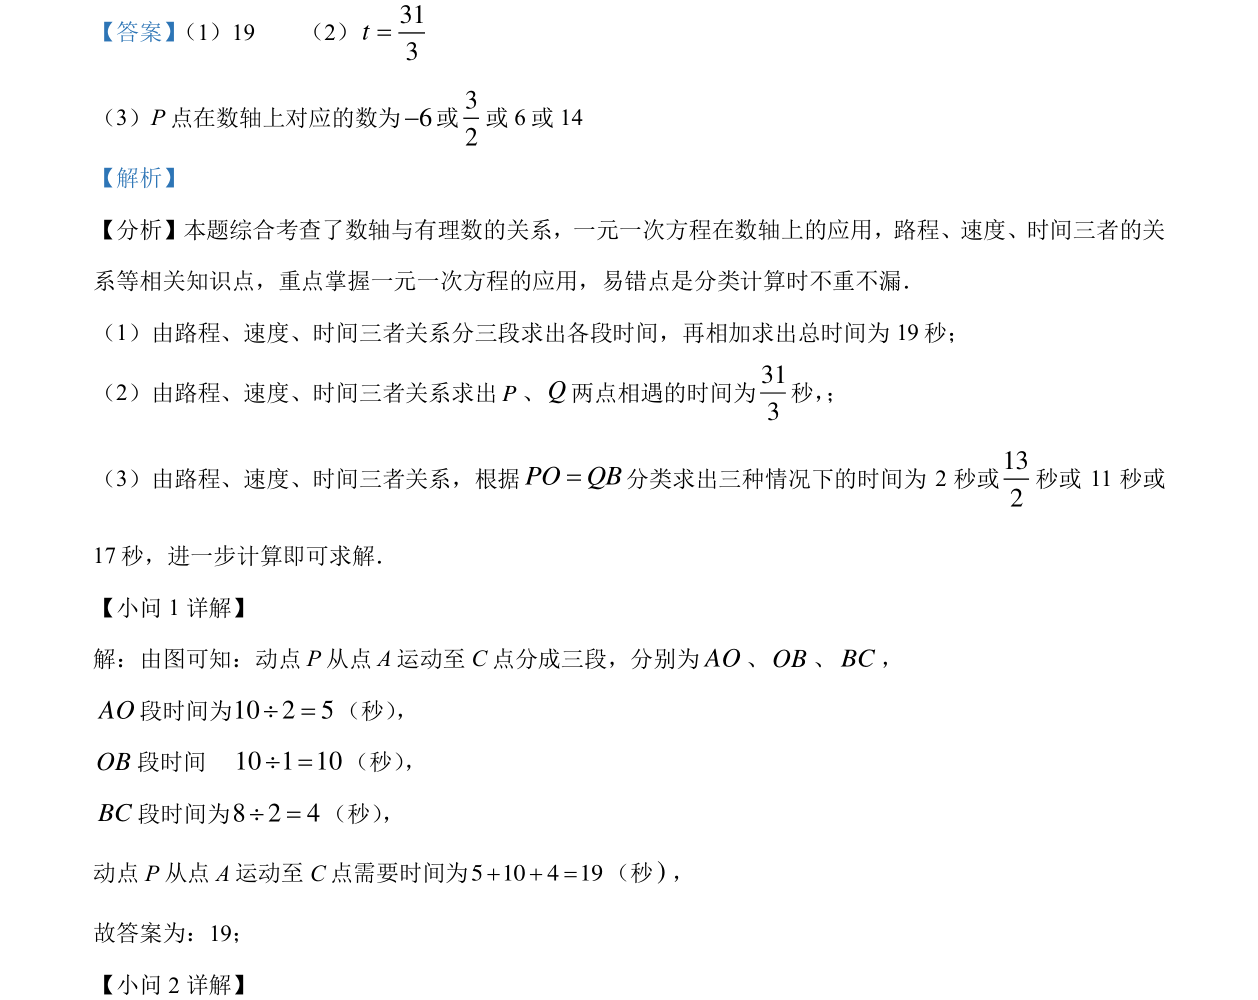 【答案】（1）19 （2）t = 31/3
（3）P 点在数轴上对应的数为−6或 3/2 或 6 或 14
【解析】
【分析】本题综合考查了数轴与有理数的关系，一元一次方程在数轴上的应用，路程、速度、时间三者的关
系等相关知识点，重点掌握一元一次方程的应用，易错点是分类计算时不重不漏．
（1）由路程、速度、时间三者关系分三段求出各段时间，再相加求出总时间为 19 秒；
（2）由路程、速度、时间三者关系求出 P 、Q 两点相遇的时间为 31/3 秒，；
（3）由路程、速度、时间三者关系，根据 PO = QB 分类求出三种情况下的时间为 2 秒或 13/2 秒或 11 秒或
17 秒，进一步计算即可求解．
【小问 1 详解】
解：由图可知：动点 P 从点 A 运动至 C 点分成三段，分别为 AO 、OB 、BC ，
AO 段时间为10÷2 = 5（秒），
OB 段时间 10÷1=10（秒），
BC 段时间为8÷2 = 4（秒），
动点 P 从点 A 运动至 C 点需要时间为5+10+4=19（秒），
故答案为：19；
【小问 2 详解】